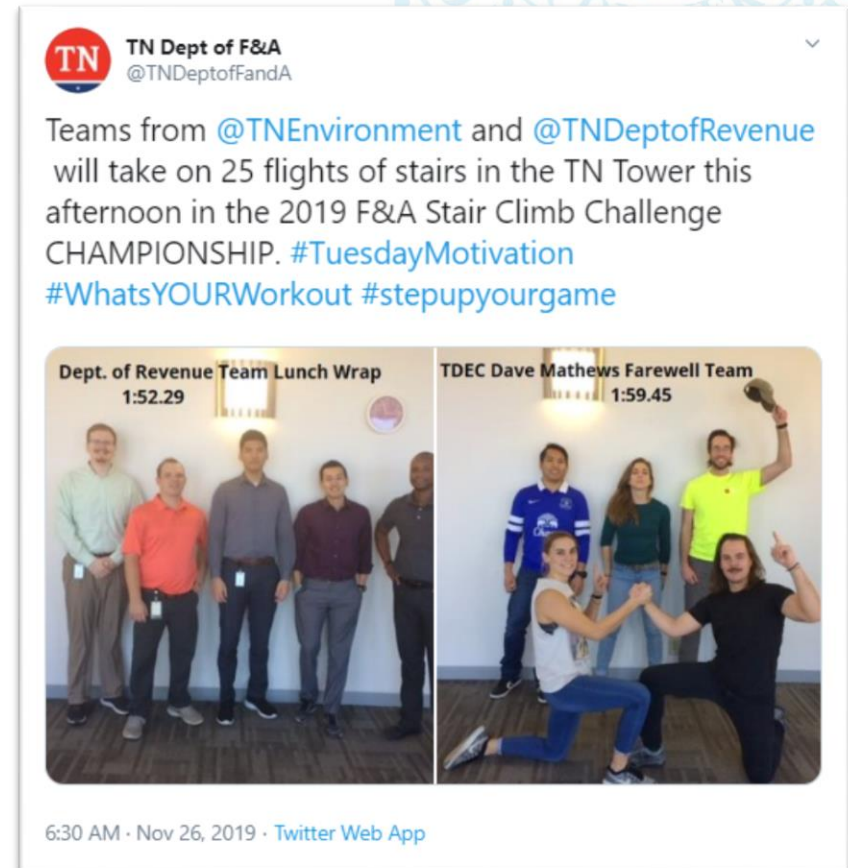 TN
TN Dept of F&A
@TNDeptofFandA
Teams from @TNEnvironment and @TNDeptofRevenue
will take on 25 flights of stairs in the TN Tower this
afternoon in the 2019 F&A Stair Climb Challenge
CHAMPIONSHIP. #TuesdayMotivation
#WhatsYOURWorkout #stepupyourgame
Dept. of Revenue Team Lunch Wrap
1:52.29
TDEC Dave Mathews Farewell Team
1:59.45
6:30 AM · Nov 26, 2019 · Twitter Web App